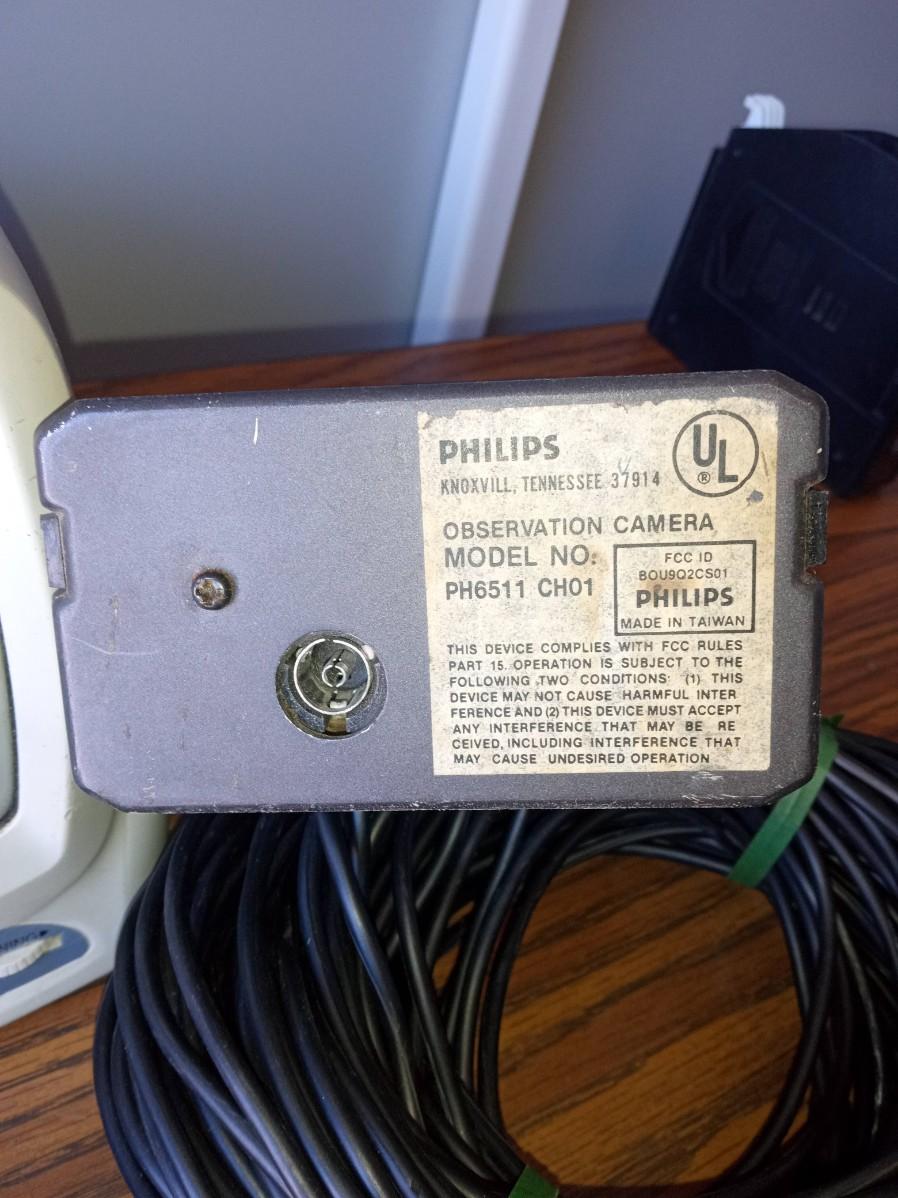 PHILIPS
UL
®
KNOXVILL, TENNESSEE 37914
OBSERVATION CAMERA
MODEL NO:
PH6511 CH01
FCC ID
BOU9Q2CS01
PHILIPS
MADE IN TAIWAN
THIS DEVICE COMPLIES WITH FCC RULES
PART 15. OPERATION IS SUBJECT TO THE
FOLLOWING TWO CONDITIONS: (1) THIS
DEVICE MAY NOT CAUSE HARMFUL INTER
FERENCE AND (2) THIS DEVICE MUST ACCEPT
ANY INTERFERENCE THAT MAY BE RE
CEIVED, INCLUDING INTERFERENCE THAT
MAY CAUSE UNDESIRED OPERATION